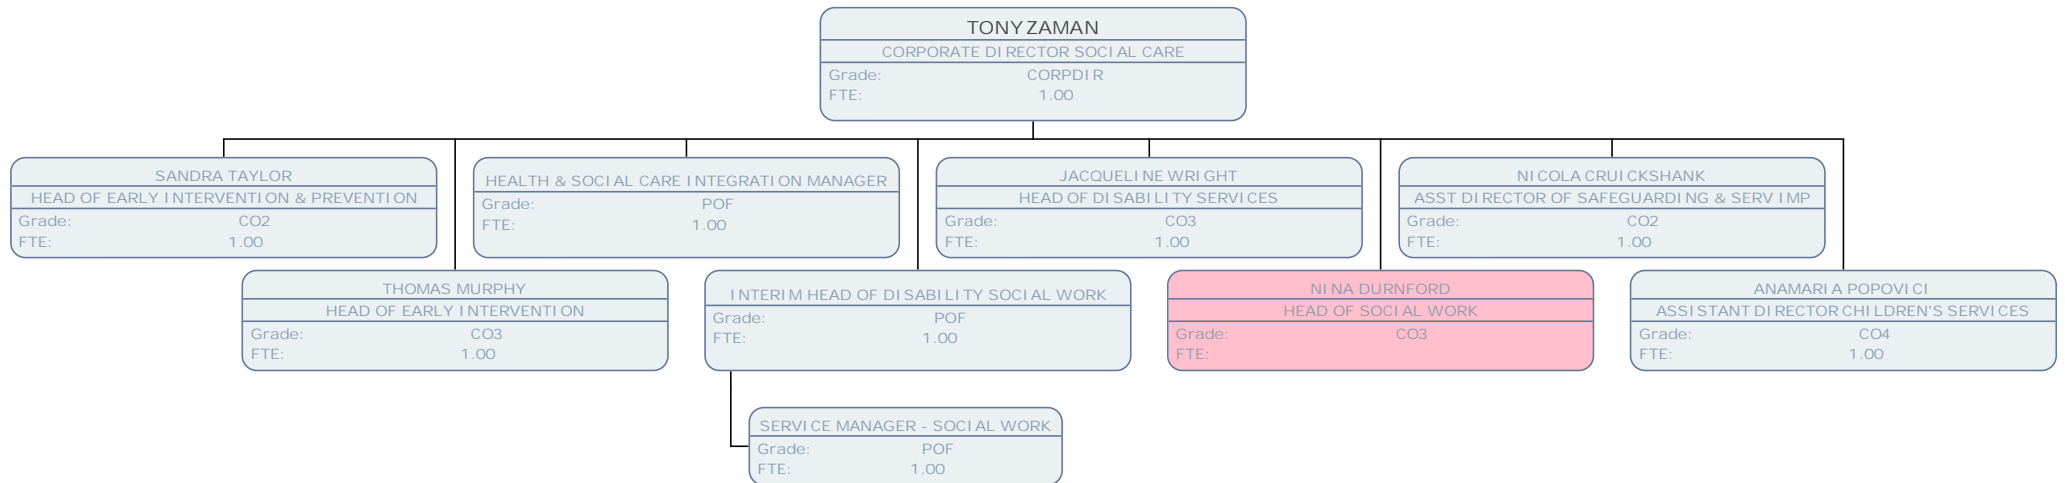 TONY ZAMAN
CORPORATE DIRECTOR SOCIAL CARE
Grade: CORPDIR
FTE: 1.00
SANDRA TAYLOR
HEAD OF EARLY INTERVENTION & PREVENTION
Grade: CO2
FTE: 1.00
HEALTH & SOCIAL CARE INTEGRATION MANAGER
Grade: POF
FTE: 1.00
JACQUELINE WRIGHT
HEAD OF DISABILITY SERVICES
Grade: CO3
FTE: 1.00
NICOLA CRUICKSHANK
ASST DIRECTOR OF SAFEGUARDING & SERV IMP
Grade: CO2
FTE: 1.00
THOMAS MURPHY
HEAD OF EARLY INTERVENTION
Grade: CO3
FTE: 1.00
INTERIM HEAD OF DISABILITY SOCIAL WORK
Grade: POF
FTE: 1.00
NINA DURNFORD
HEAD OF SOCIAL WORK
Grade: CO3
FTE:
ANAMARIA POPOVICI
ASSISTANT DIRECTOR CHILDREN'S SERVICES
Grade: CO4
FTE: 1.00
SERVICE MANAGER - SOCIAL WORK
Grade: POF
FTE: 1.00